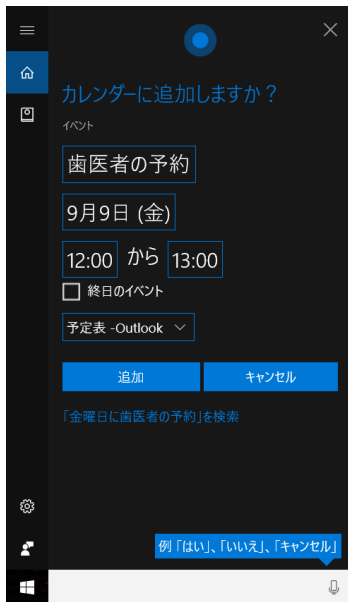 カレンダーに追加しますか？
イベント
歯医者の予約
9月9日 (金)
12:00 から 13:00
終日のイベント
予定表 -Outlook
追加 キャンセル
「金曜日に歯医者の予約」を検索
例「はい」、「いいえ」、「キャンセル」